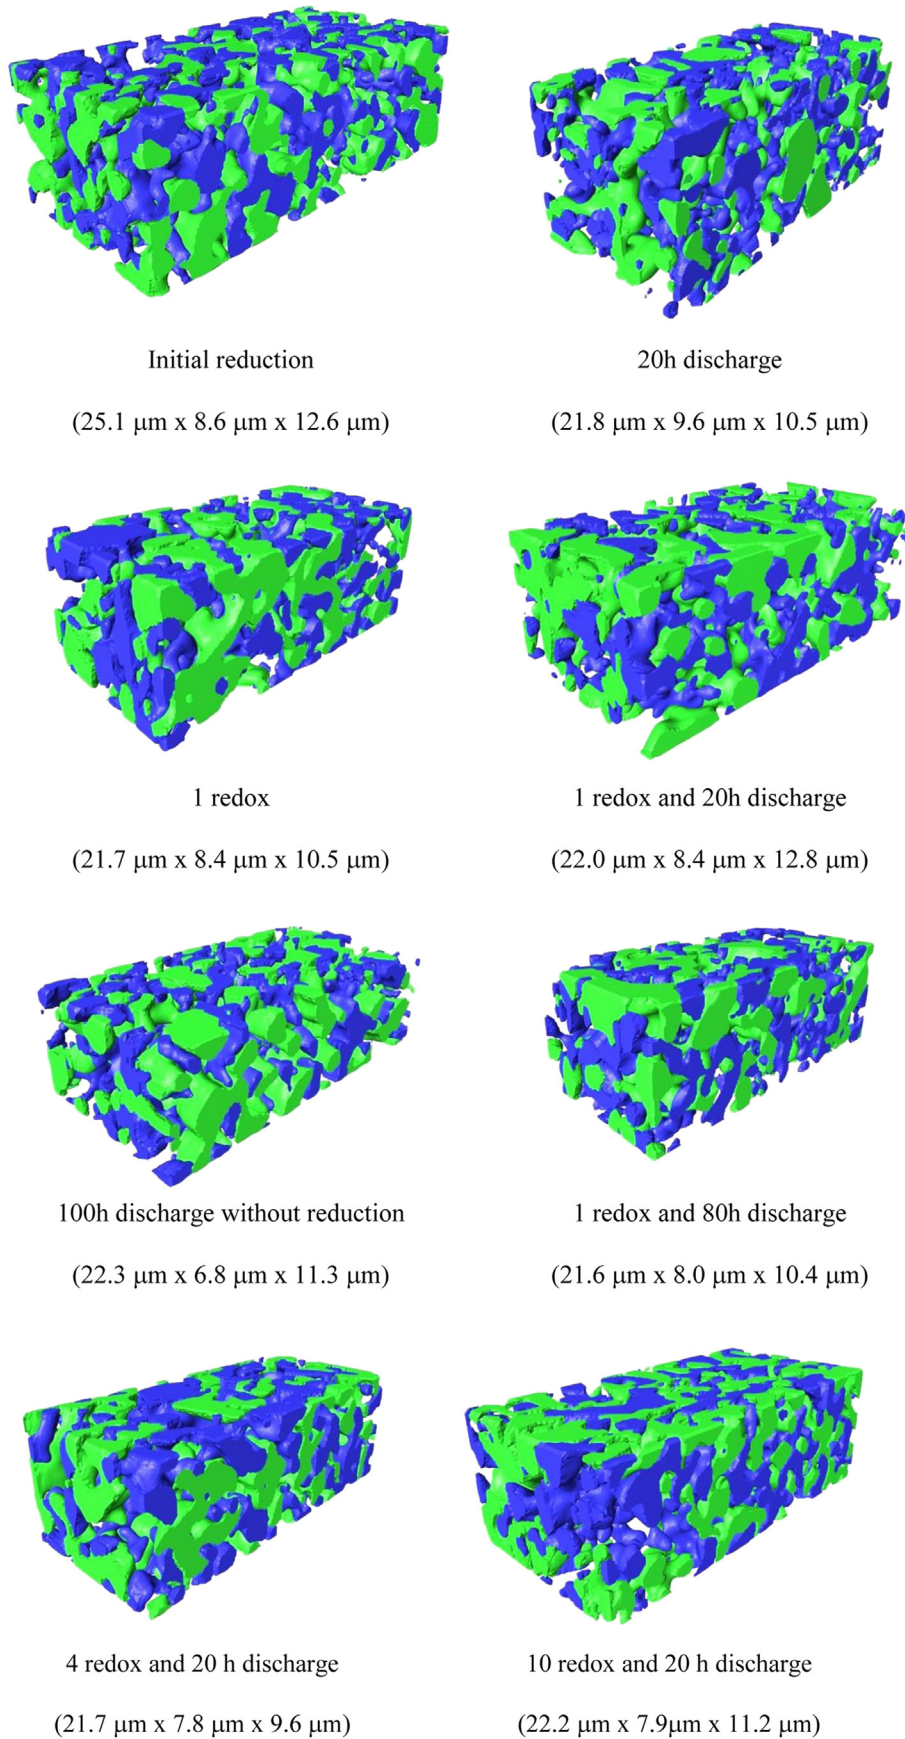 Initial reduction
20h discharge
(25.1 μm x 8.6 μm x 12.6 μm)
(21.8 μm x 9.6 μm x 10.5 μm)
1 redox
1 redox and 20h discharge
(21.7 μm x 8.4 μm x 10.5 μm)
(22.0 μm x 8.4 μm x 12.8 μm)
100h discharge without reduction
1 redox and 80h discharge
(22.3 μm x 6.8 μm x 11.3 μm)
(21.6 μm x 8.0 μm x 10.4 μm)
4 redox and 20 h discharge
10 redox and 20 h discharge
(21.7 μm x 7.8 μm x 9.6 μm)
(22.2 μm x 7.9μm x 11.2 μm)